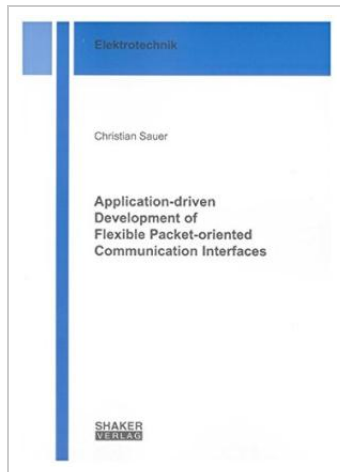 Elektrotechnik
Christian Sauer
Application-driven
Development of
Flexible Packet-oriented
Communication Interfaces
SHAKER
VERLAG